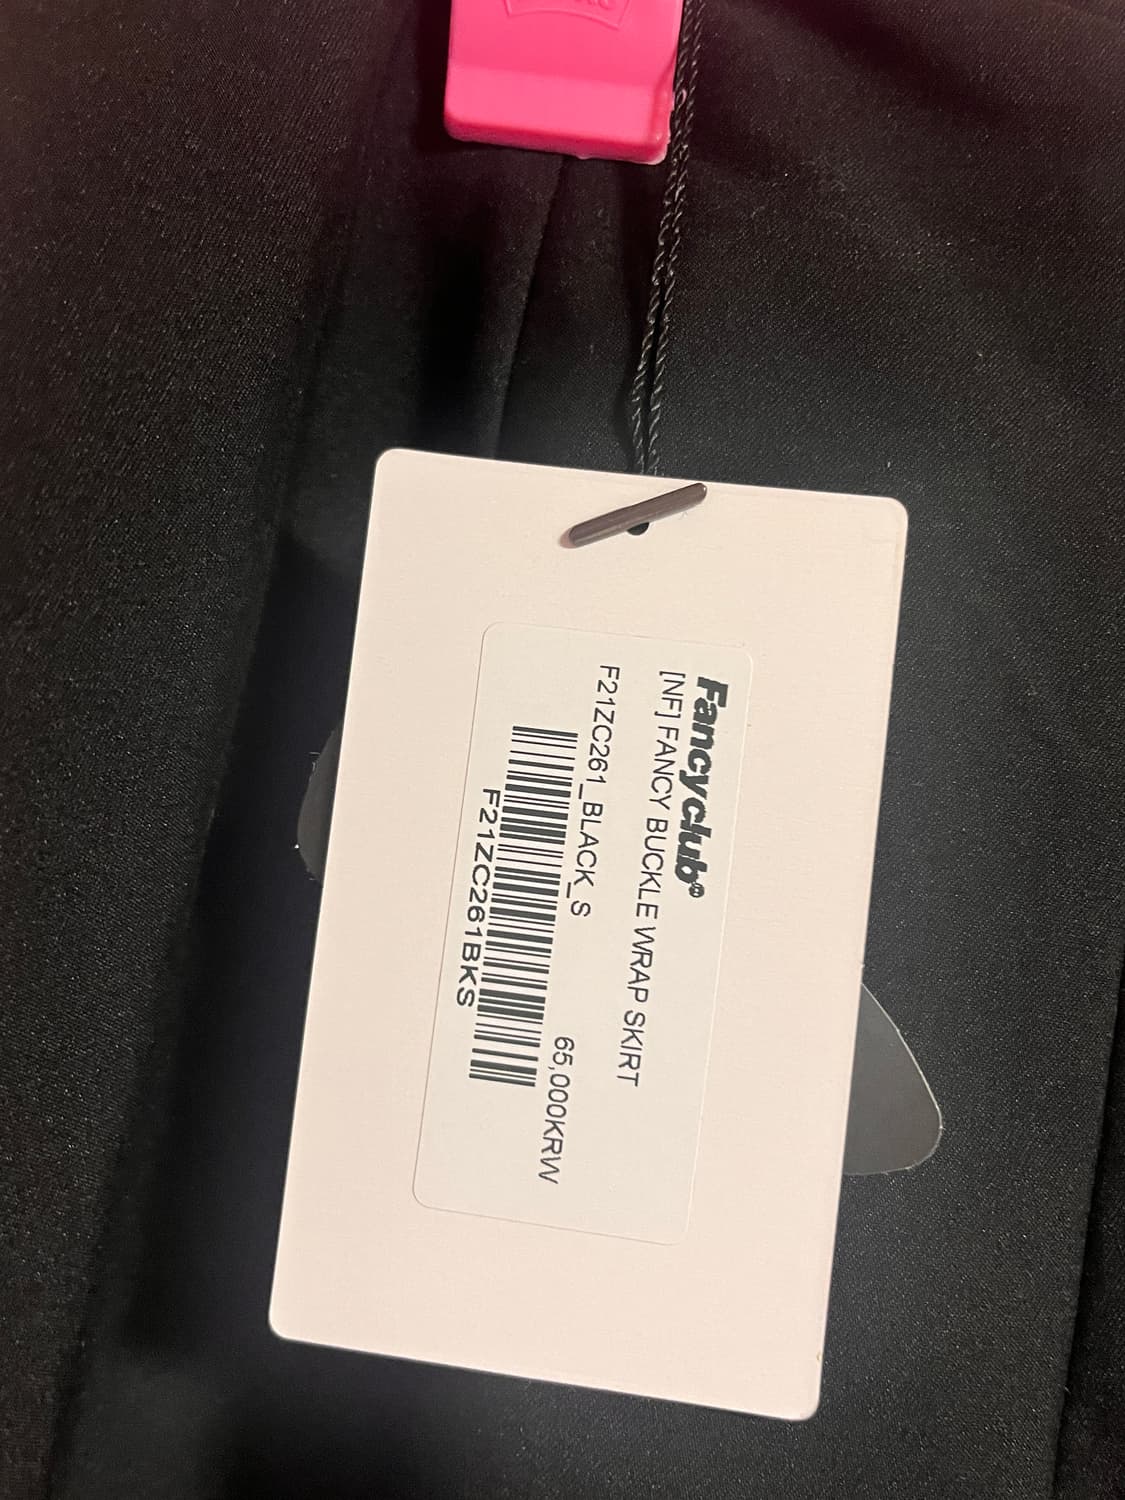 Fancyclub®
[NF] FANCY BUCKLE WRAP SKIRT
F21ZC261_BLACK_S
65,000KRW
F21ZC261BKS